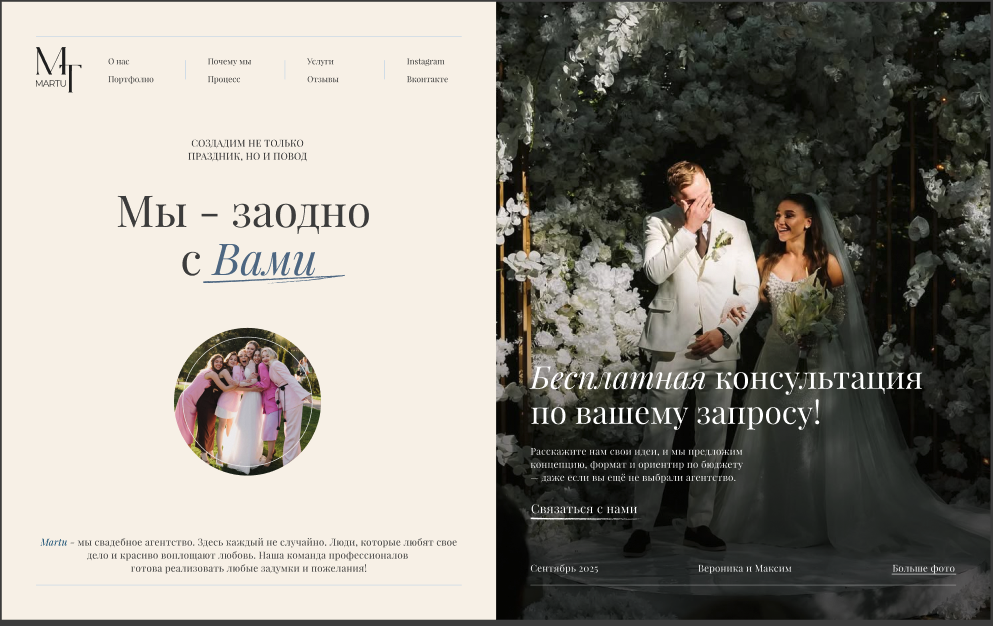 MT
MARTU
О нас
Портфолио
Почему мы
Процесс
Услуги
Отзывы
Instagram
Вконтакте
СОЗДАДИМ НЕ ТОЛЬКО
ПРАЗДНИК, НО И ПОВОД
Мы – заодно
с Вами
Martu – мы свадебное агентство. Здесь каждый не случайно. Люди, которые любят свое
дело и красиво воплощают любовь. Наша команда профессионалов
готова реализовать любые задумки и пожелания!
Бесплатная консультация
по вашему запросу!
Расскажите нам свои идеи, и мы предложим
концепцию, формат и ориентир по бюджету
— даже если вы ещё не выбрали агентство.
Связаться с нами
Сентябрь 2025
Вероника и Максим
Больше фото